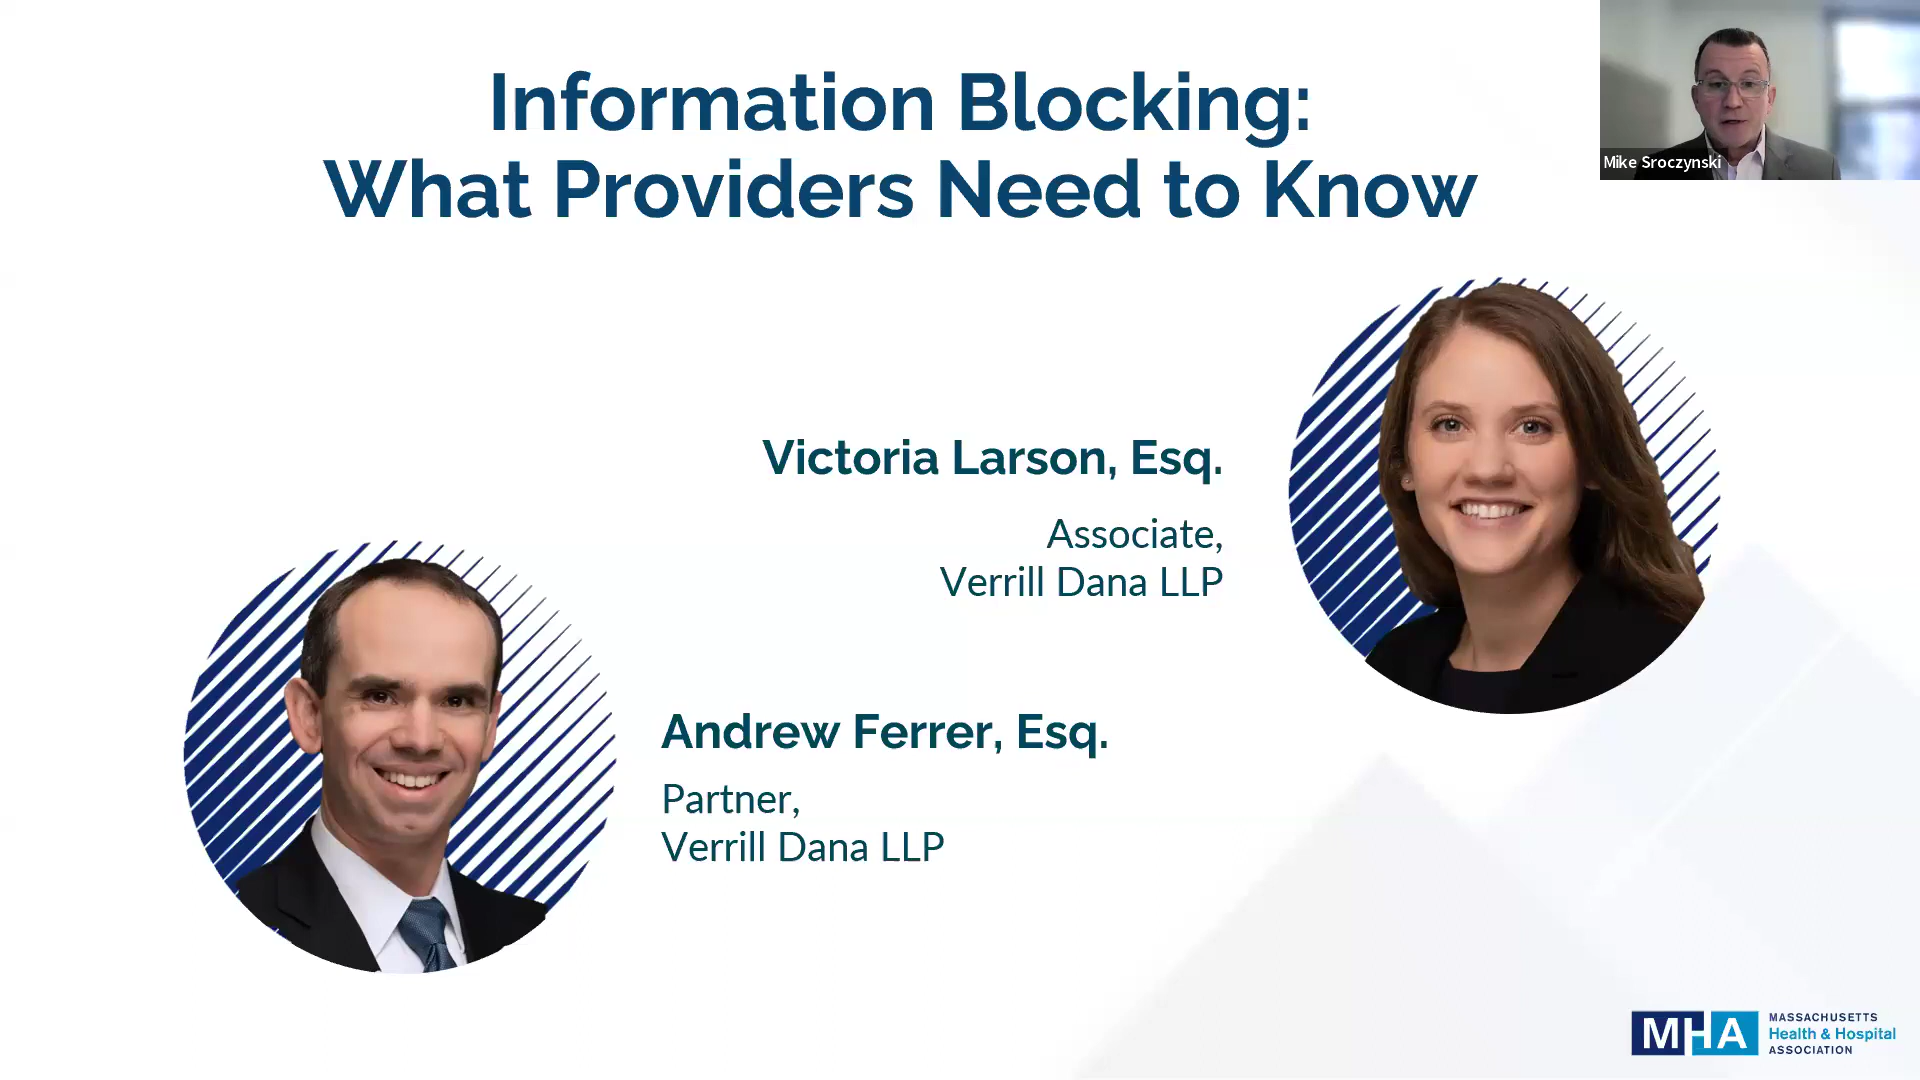 Information Blocking:
What Providers Need to Know
Mike Sroczynski
Victoria Larson, Esq.
Associate,
Verrill Dana LLP
Andrew Ferrer, Esq.
Partner,
Verrill Dana LLP
MHA
MASSACHUSETTS
Health & Hospital
ASSOCIATION